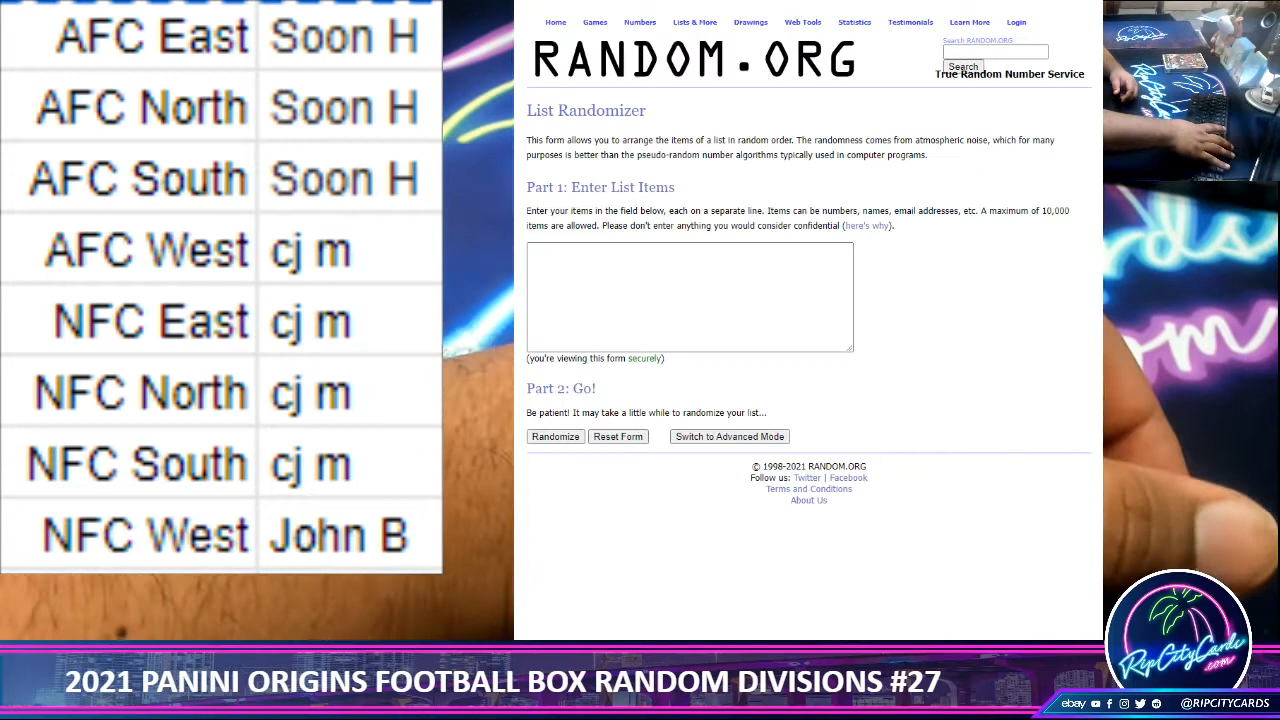 AFC East Soon H
AFC North Soon H
AFC South Soon H
AFC West cj m
NFC East cj m
NFC North cj m
NFC South cj m
NFC West John B
Home Games Numbers Lists & More Drawings Web Tools Statistics Testimonials Learn More Login
RANDOM.ORG
Search RANDOM.ORG
Search
True Random Number Service
List Randomizer
This form allows you to arrange the items of a list in random order. The randomness comes from atmospheric noise, which for many
purposes is better than the pseudo-random number algorithms typically used in computer programs.
Part 1: Enter List Items
Enter your items in the field below, each on a separate line. Items can be numbers, names, email addresses, etc. A maximum of 10,000
items are allowed. Please don't enter anything you would consider confidential (here's why).
(you're viewing this form securely)
Part 2: Go!
Be patient! It may take a little while to randomize your list...
Randomize Reset Form Switch to Advanced Mode
© 1998-2021 RANDOM.ORG
Follow us: Twitter | Facebook
Terms and Conditions
About Us
RipCityCards
.com
2021 PANINI ORIGINS FOOTBALL BOX RANDOM DIVISIONS #27
ebay @RIPCITYCARDS